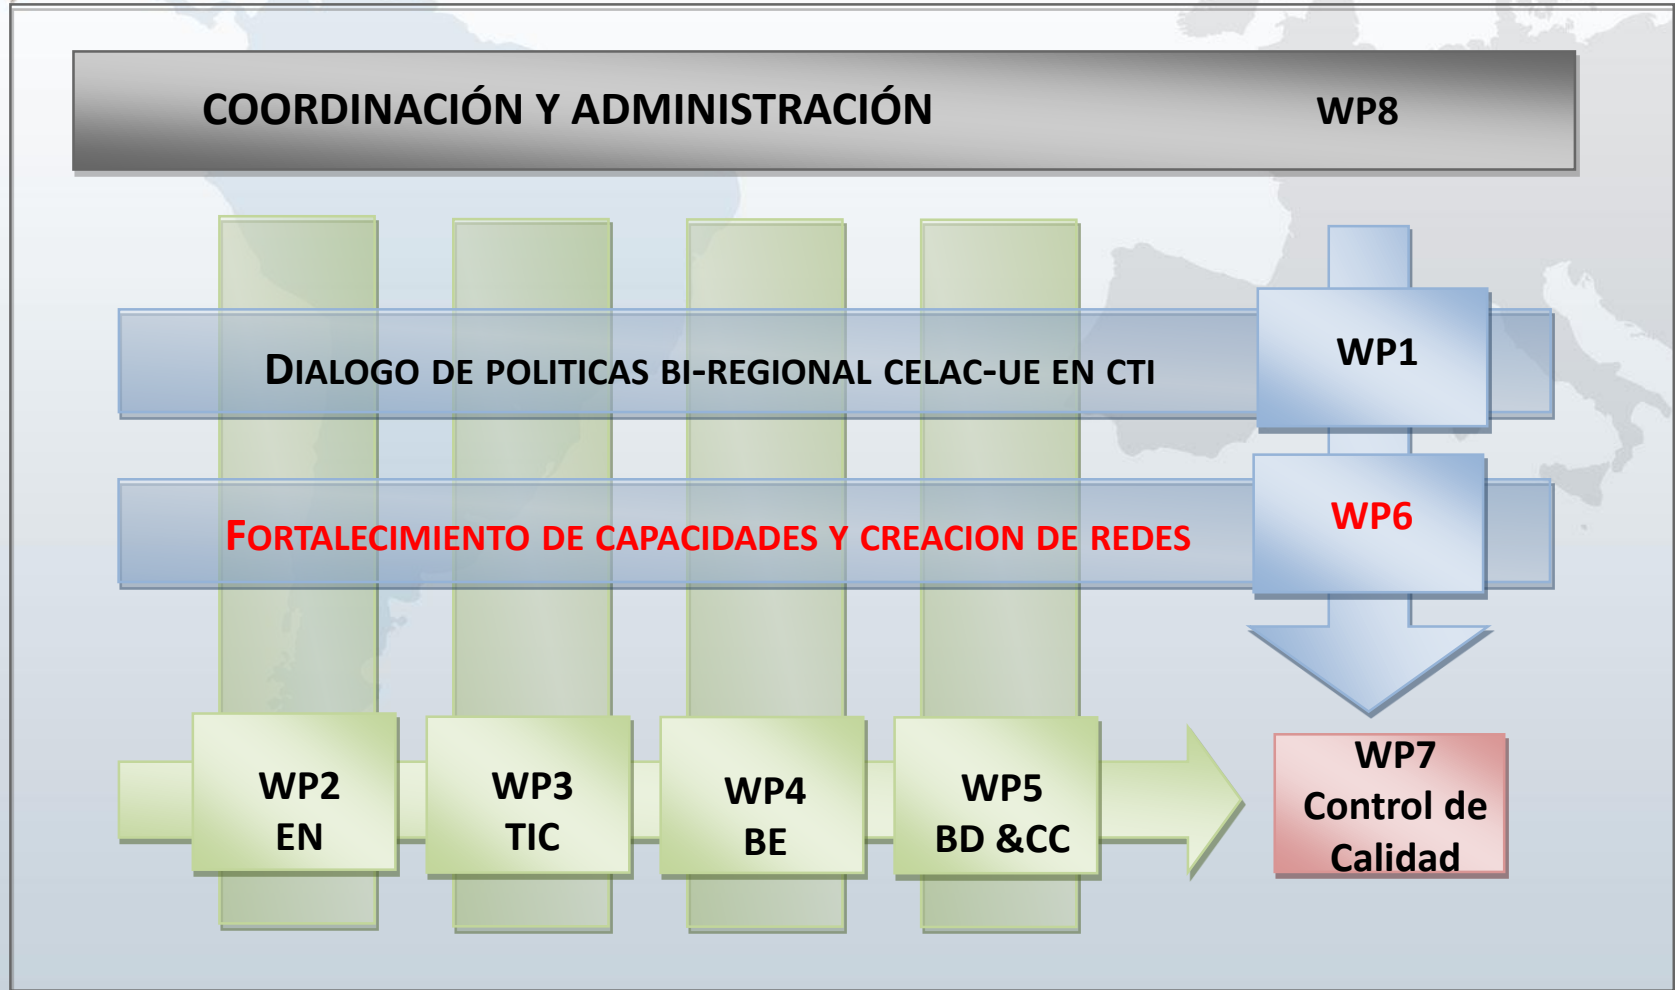 COORDINACIÓN Y ADMINISTRACIÓN WP8
DIALOGO DE POLITICAS BI-REGIONAL CELAC-UE EN CTI WP1
FORTALECIMIENTO DE CAPACIDADES Y CREACION DE REDES WP6
WP2
EN
WP3
TIC
WP4
BE
WP5
BD &CC
WP7
Control de
Calidad